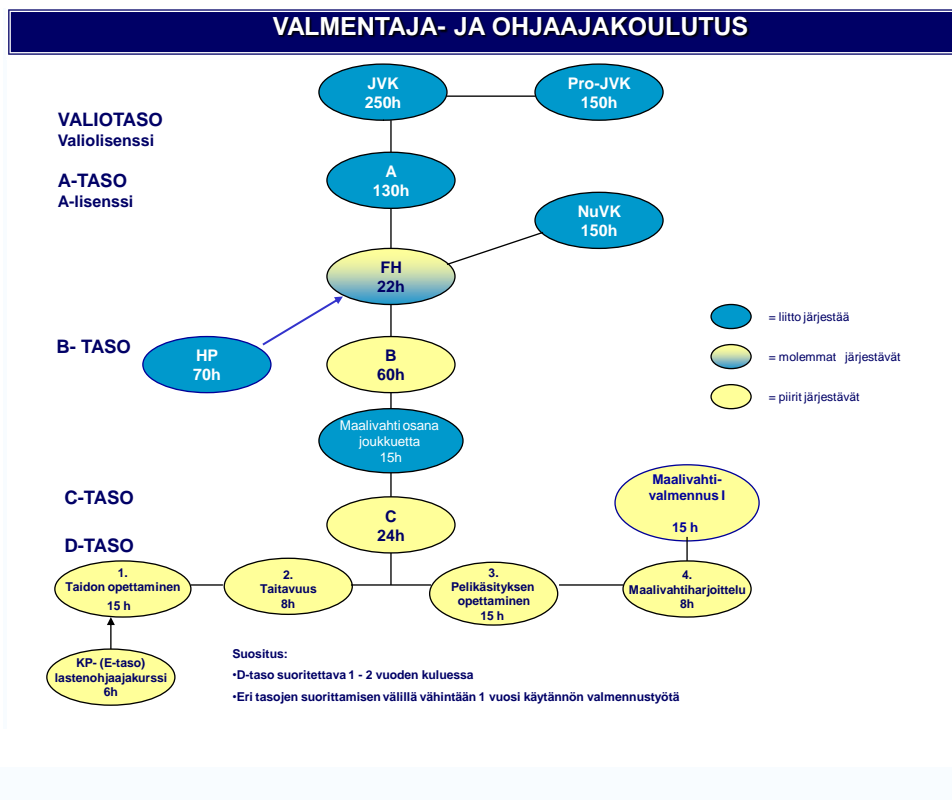 VALMENTAJA- JA OHJAAJAKOULUTUS
JVK
250h
Pro-JVK
150h
VALIOTASO
Valiolisenssi
A-TASO
A-lisenssi
A
130h
NuVK
150h
FH
22h
= liitto järjestää
B- TASO
HP
70h
B
60h
= molemmat järjestävät
= piirit järjestävät
Maalivahti osana
joukkuetta
15h
Maalivahti-
valmennus I
15 h
C-TASO
C
24h
D-TASO
1.
Taidon opettaminen
15 h
2.
Taitavuus
8h
3.
Pelikäsityksen
opettaminen
15 h
4.
Maalivahtiharjoittelu
8h
KP- (E-taso)
lastenohjaajakurssi
6h
Suositus:
•D-taso suoritettava 1 - 2 vuoden kuluessa
•Eri tasojen suorittamisen välillä vähintään 1 vuosi käytännön valmennustyötä